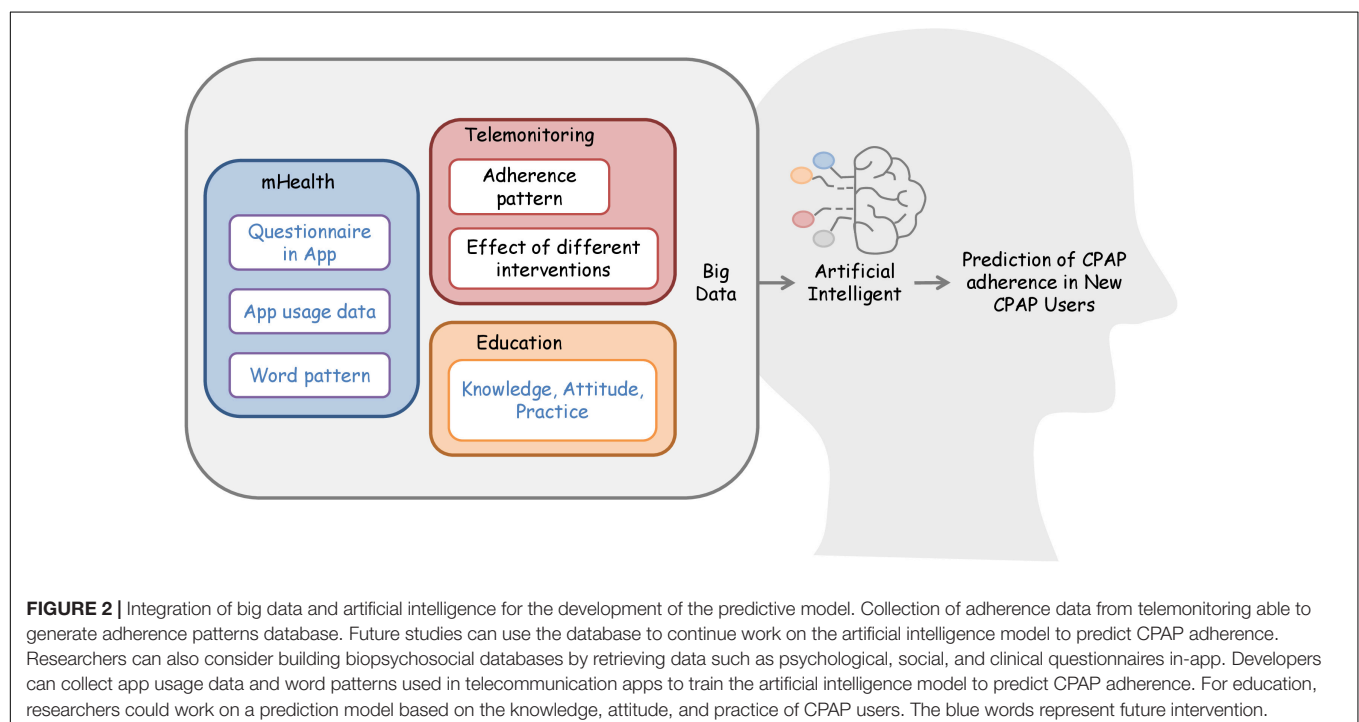 Telemonitoring
mHealth
Adherence
pattern
Questionnaire
in App
Effect of different
interventions
App usage data
Word pattern
Education
Knowledge, Attitude,
Practice
Big
Data
Artificial
Intelligent
Prediction of CPAP
adherence in New
CPAP Users
FIGURE 2 | Integration of big data and artificial intelligence for the development of the predictive model. Collection of adherence data from telemonitoring able to
generate adherence patterns database. Future studies can use the database to continue work on the artificial intelligence model to predict CPAP adherence.
Researchers can also consider building biopsychosocial databases by retrieving data such as psychological, social, and clinical questionnaires in-app. Developers
can collect app usage data and word patterns used in telecommunication apps to train the artificial intelligence model to predict CPAP adherence. For education,
researchers could work on a prediction model based on the knowledge, attitude, and practice of CPAP users. The blue words represent future intervention.